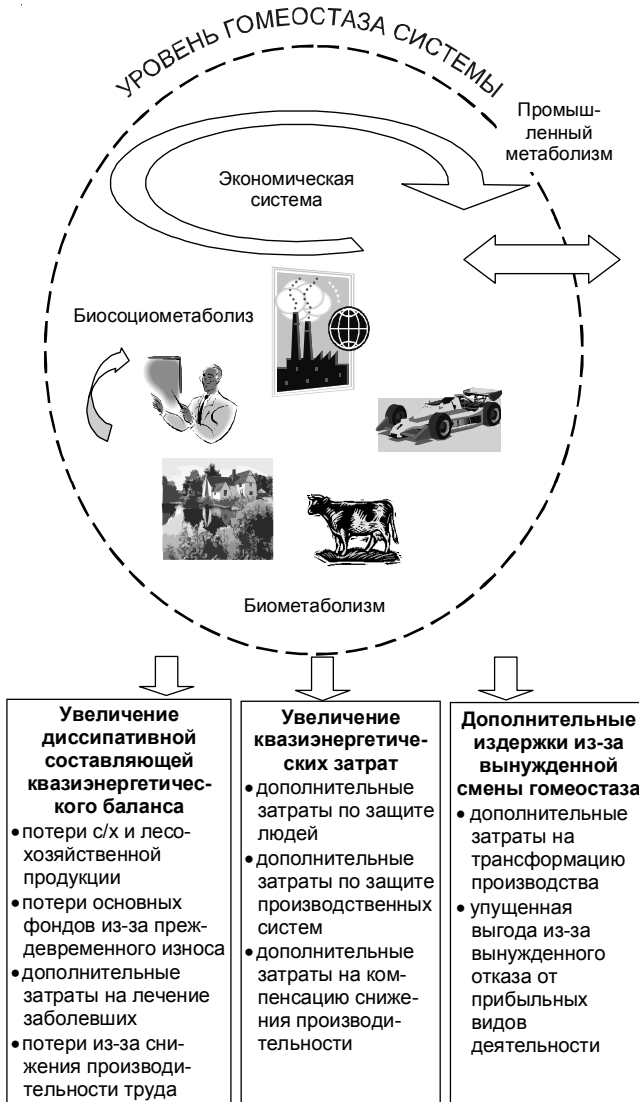 УРОВЕНЬ ГОМЕОСТАЗА СИСТЕМЫ
Промыш-
ленный
метаболизм
Экономическая
система
Биосоциометаболиз
Биометаболизм
Увеличение
диссипативной
составляющей
квазиэнергетичес-
кого баланса
•потери с/х и лесо-
хозяйственной
продукции
•потери основных
фондов из-за преж-
девременного износа
•дополнительные
затраты на лечение
заболевших
•потери из-за сни-
жения производи-
тельности труда
Увеличение
квазиэнергетиче-
ских затрат
•дополнительные
затраты по защите
людей
•дополнительные
затраты по защите
производственных
систем
•дополнительные
затраты на ком-
пенсацию сниже-
ния производи-
тельности
Дополнительные
издержки из-за
вынужденной
смены гомеостаза
• дополнительные
затраты на
трансформацию
производства
• упущенная
выгода из-за
вынужденного
отказа от
прибыльных
видов
деятельности